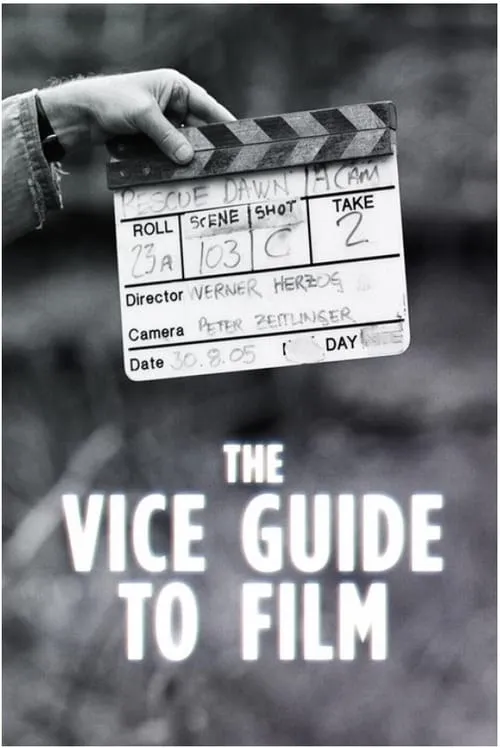 RESCUE DAWN A CAM
ROLL SCENE SHOT TAKE
23A 103 C 2
Director WERNER HERZOG
Camera PETER ZEITLINGER
Date 30.8.05 DAY
THE
VICE GUIDE
TO FILM